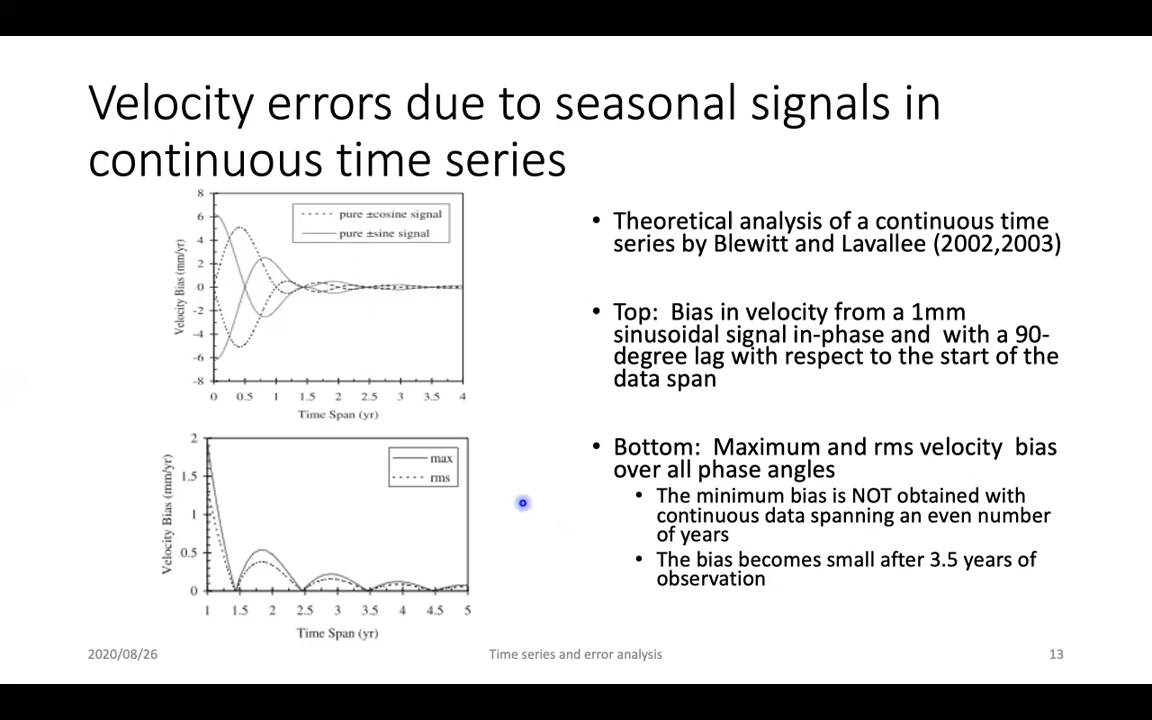 Velocity errors due to seasonal signals in
continuous time series
8
6
4
2
0
-2
-4
-6
-8
Velocity Bias (mm/yr)
pure ±cosine signal
pure ±sine signal
0 0.5 1 1.5 2 2.5 3 3.5 4
Time Span (yr)
2
1.5
1
0.5
0
Velocity Bias (mm/yr)
max
rms
1 1.5 2 2.5 3 3.5 4 4.5 5
Time Span (yr)
• Theoretical analysis of a continuous time
series by Blewitt and Lavallee (2002,2003)
• Top: Bias in velocity from a 1mm
sinusoidal signal in-phase and with a 90-
degree lag with respect to the start of the
data span
• Bottom: Maximum and rms velocity bias
over all phase angles
• The minimum bias is NOT obtained with
continuous data spanning an even number
of years
• The bias becomes small after 3.5 years of
observation
2020/08/26
Time series and error analysis
13